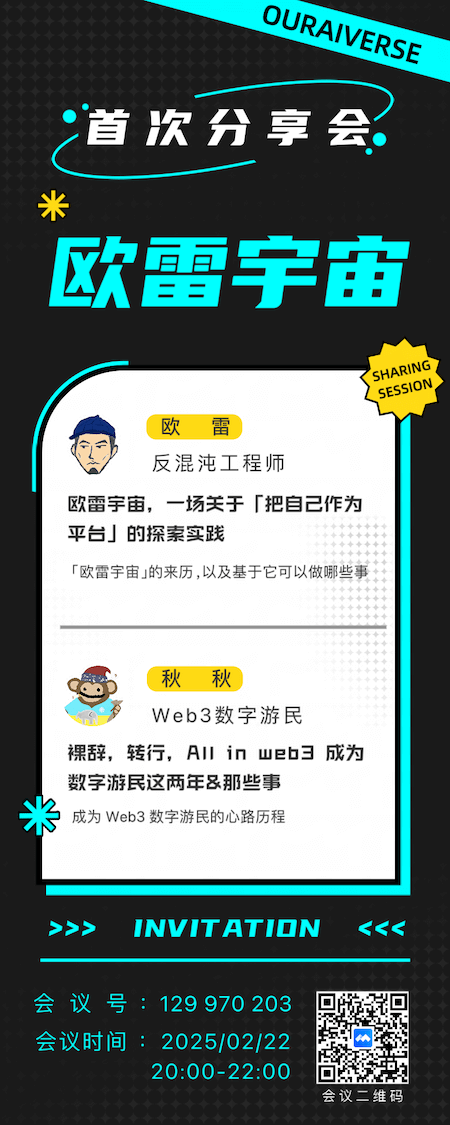 OURAIVERSE
首次分享会
欧雷宇宙
SHARING
SESSION
欧 雷
反混沌工程师
欧雷宇宙，一场关于「把自己作为
平台」的探索实践
「欧雷宇宙」的来历，以及基于它可以做哪些事
秋 秋
Web3数字游民
裸辞，转行，All in web3 成为
数字游民这两年&那些事
成为 Web3 数字游民的心路历程
>>> INVITATION <<<
会 议 号 ： 129 970 203
会议时间 ： 2025/02/22
20:00-22:00
会议二维码